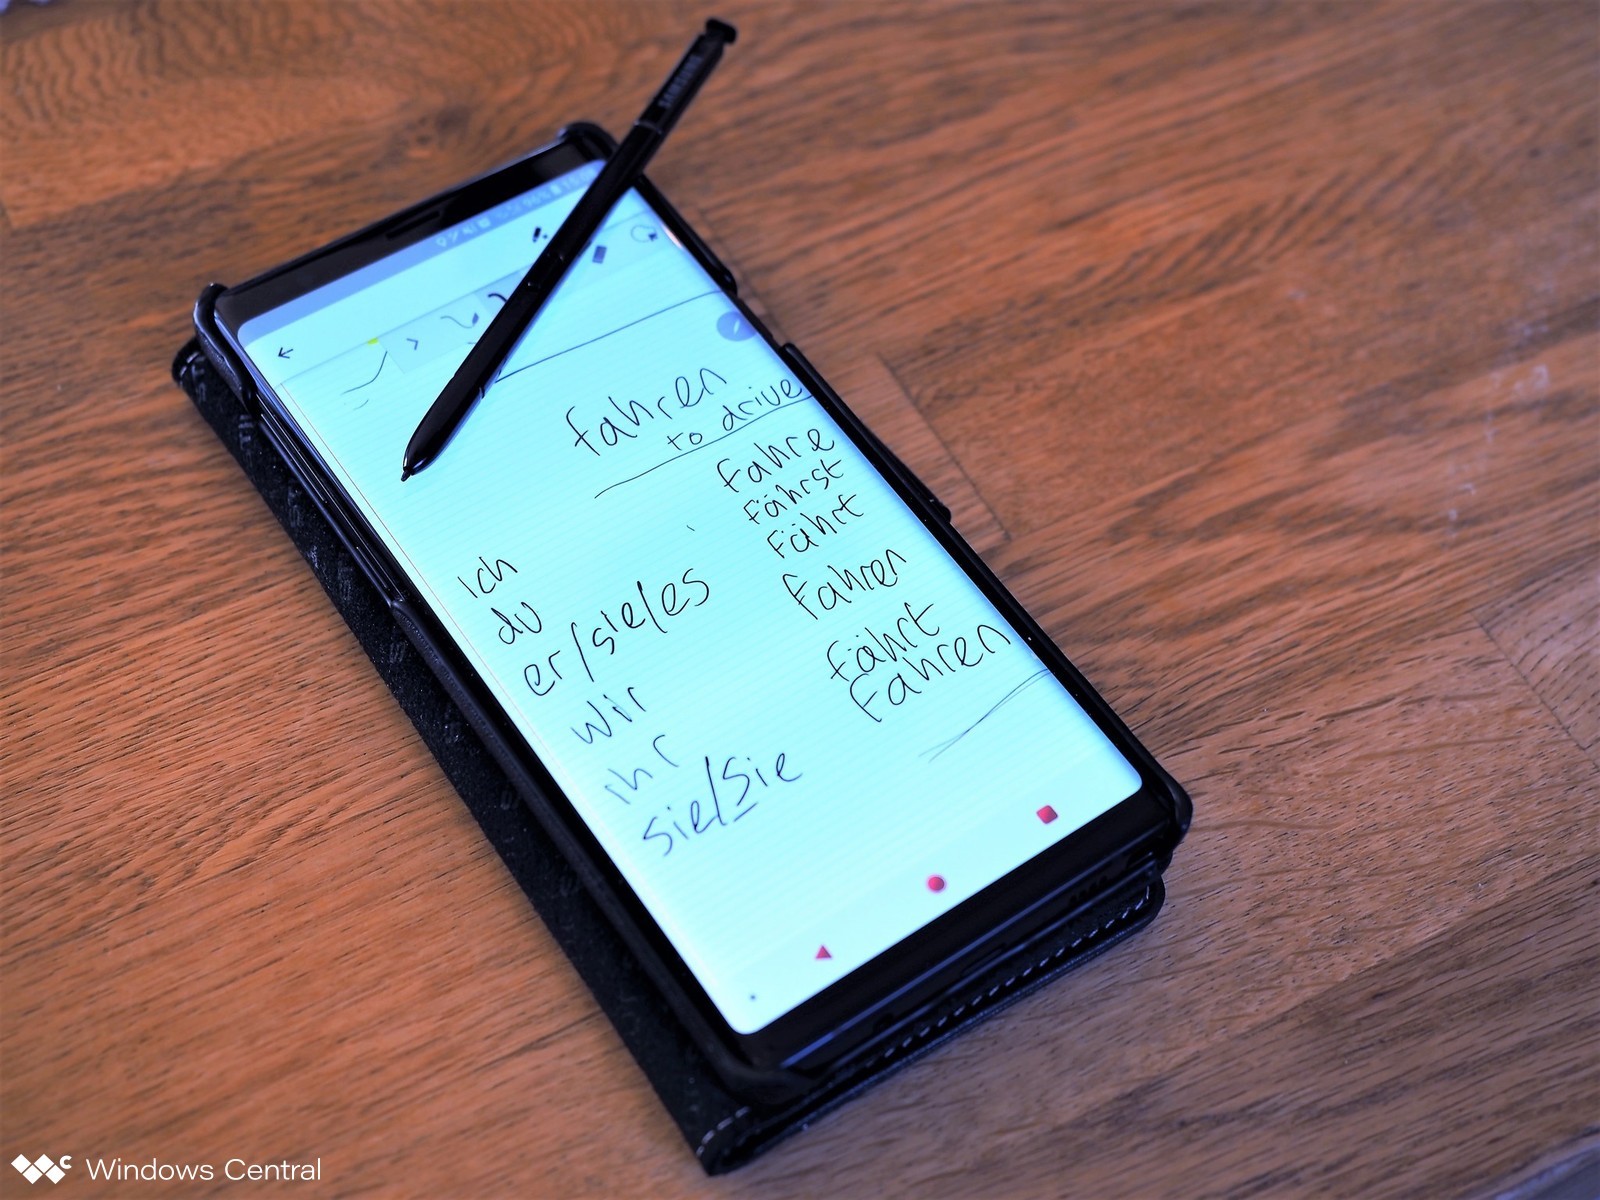 SAMSUNG
fahren
to drive
ich fahre
du fährst
er/sie/es fährt
wir fahren
ihr fährt
sie/Sie fahren
Windows Central